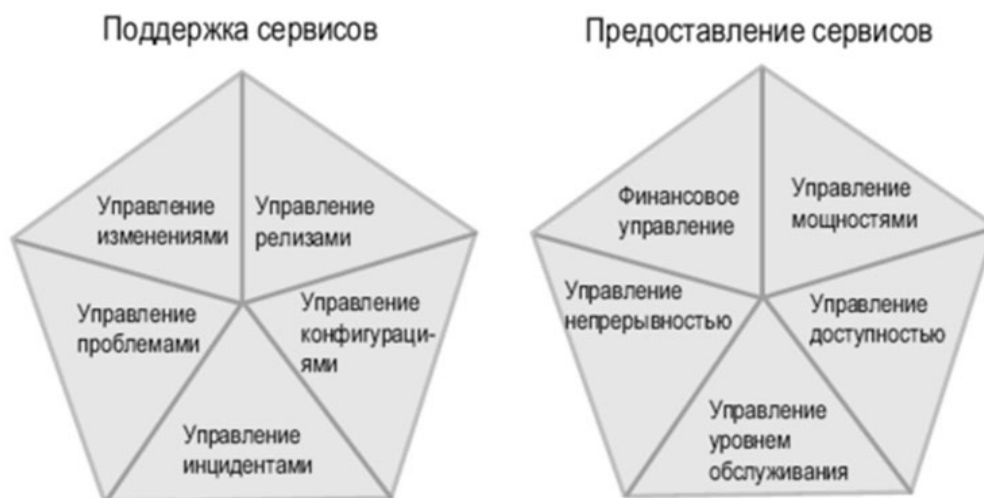 Поддержка сервисов
Управление
изменениями
Управление
релизами
Управление
проблемами
Управление
конфигураци-
ями
Управление
инцидентами
Предоставление сервисов
Финансовое
управление
Управление
мощностями
Управление
непрерывностью
Управление
доступностью
Управление
уровнем
обслуживания